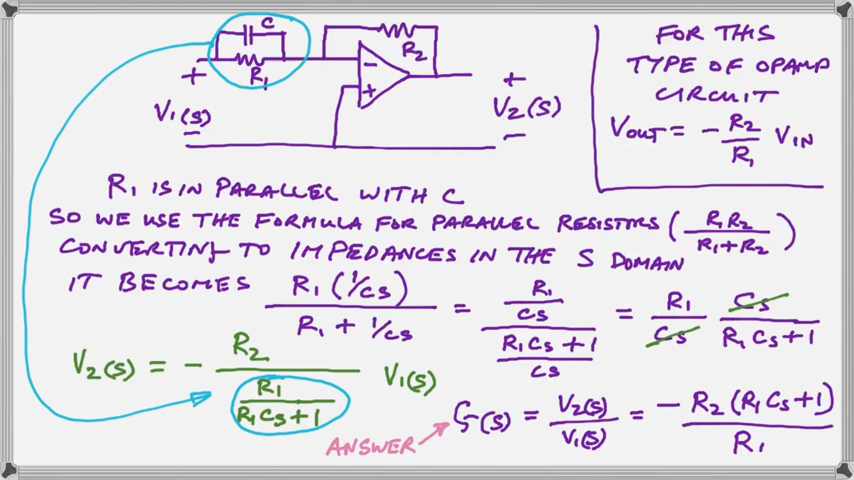 C
R1
R2
+
-
+
V1(s)
-
+
V2(s)
-
FOR THIS
TYPE OF OPAMP
CIRCUIT
VOUT = - R2/R1 VIN
R1 IS IN PARALLEL WITH C
SO WE USE THE FORMULA FOR PARALLEL RESISTORS (R1R2/R1+R2)
CONVERTING TO IMPEDANCES IN THE S DOMAIN
IT BECOMES R1(1/Cs)/R1 + 1/Cs = R1/Cs/R1Cs+1/Cs = R1/Cs Cs/R1Cs+1
V2(s) = - R2/R1/R1Cs+1 V1(s)
ANSWER
G(s) = V2(s)/V1(s) = -R2(R1Cs+1)/R1